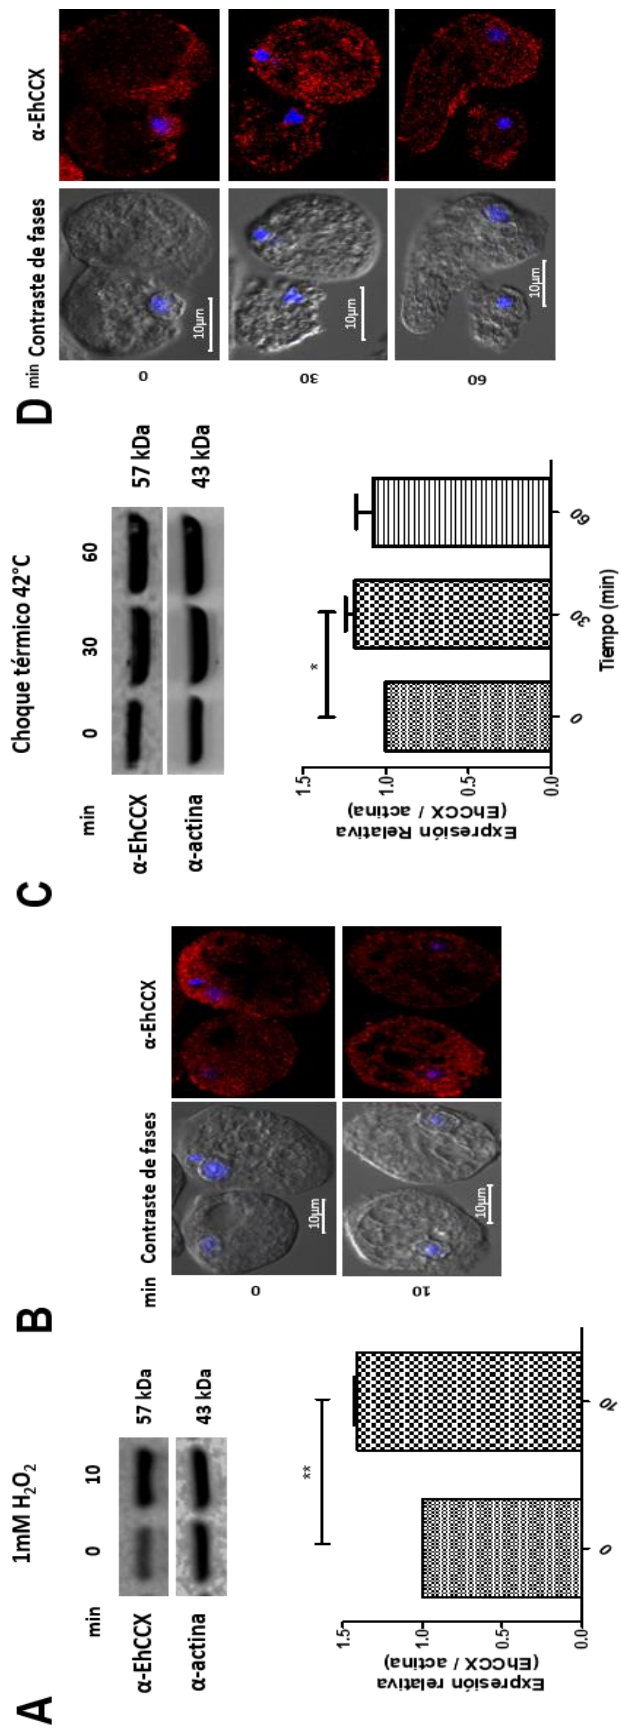 A
1mM H₂O₂
min 0 10
α-EhCCX 57 kDa
α-actina 43 kDa
Expresión relativa
(EhCCX / actina)
1.5
1.0
0.5
0.0
**
0 10
B
min Contraste de fases α-EhCCX
0
10µm
10
10µm
C
Choque térmico 42°C
min 0 30 60
α-EhCCX 57 kDa
α-actina 43 kDa
Expresión Relativa
(EhCCX / actina)
1.5
1.0
0.5
0.0
*
0 30 60
Tiempo (min)
D
min Contraste de fases α-EhCCX
0
10µm
30
10µm
60
10µm